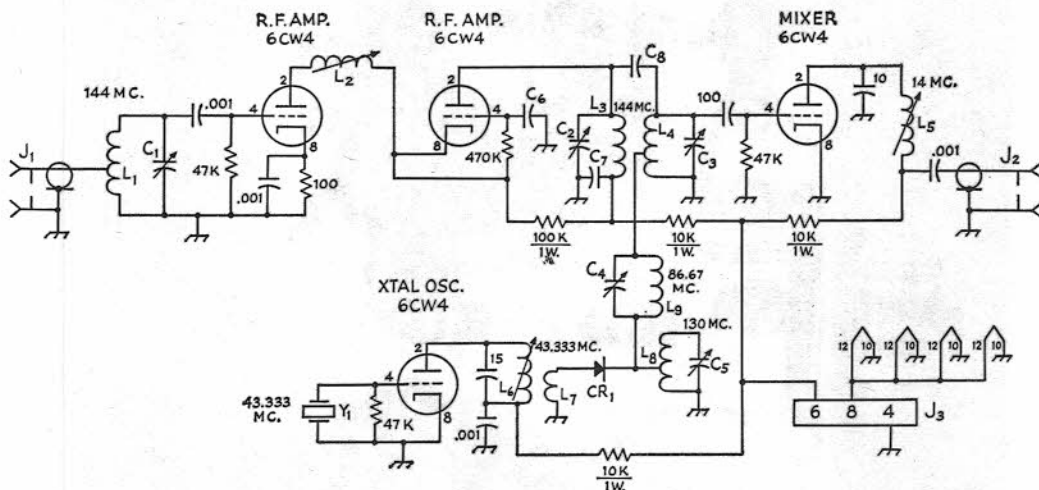 R.F. AMP.
6CW4
R.F. AMP.
6CW4
MIXER
6CW4
L2
C8
2
2
2
10
14 MC.
144 MC.
.001
4
4
C6
L3
144 MC.
100
4
L5
J1
C1
L1
47K
8
8
470K
C2
C7
L4
C3
47K
8
.001
J2
.001
100
100K
1W.
10K
1W.
10K
1W.
C4
86.67
MC.
L9
XTAL OSC.
6CW4
130 MC.
2
43.333 MC.
L8
C5
12
10
12
10
12
10
12
10
15
L6
4
43.333
MC.
Y1
47K
8
L7
CR1
6
8
4
J3
.001
10K
1W.